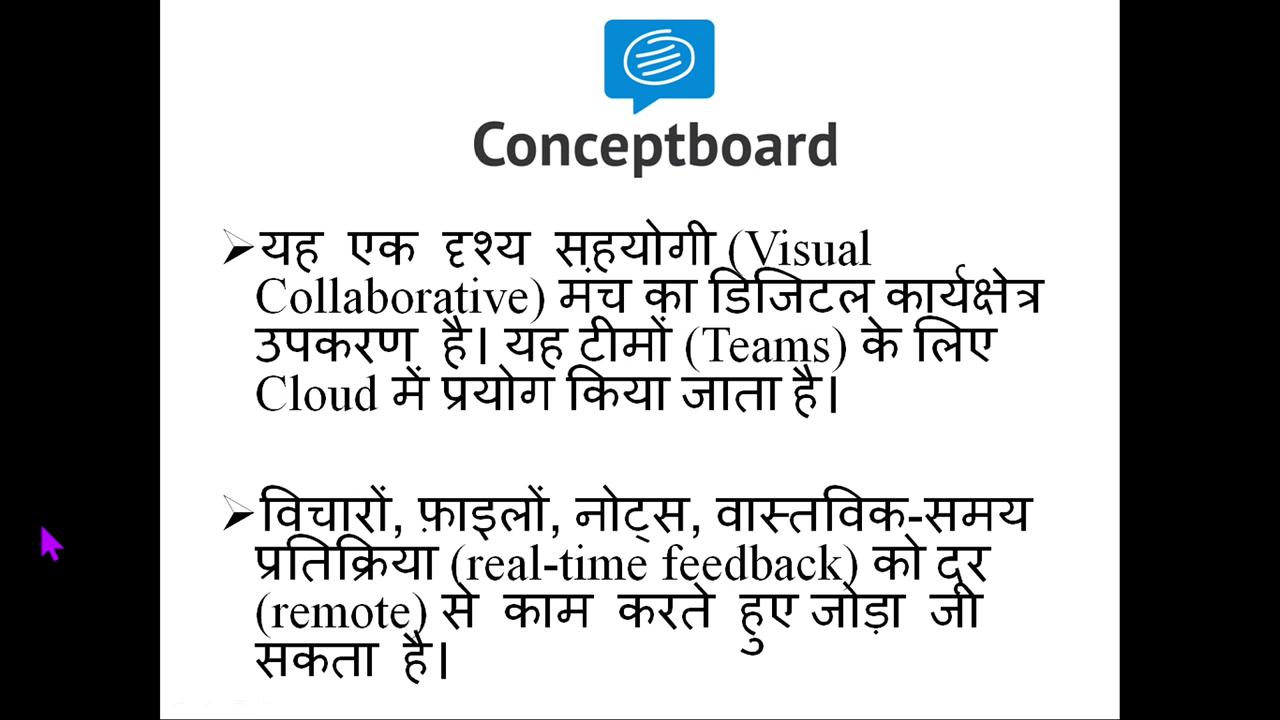 Conceptboard
➢यह एक दृश्य सहयोगी (Visual
Collaborative) मंच का डिजिटल कार्यक्षेत्र
उपकरण है। यह टीमों (Teams) के लिए
Cloud में प्रयोग किया जाता है।
➢विचारों, फ़ाइलों, नोट्स, वास्तविक-समय
प्रतिक्रिया (real-time feedback) को दूर
(remote) से काम करते हुए जोड़ा जा
सकता है।